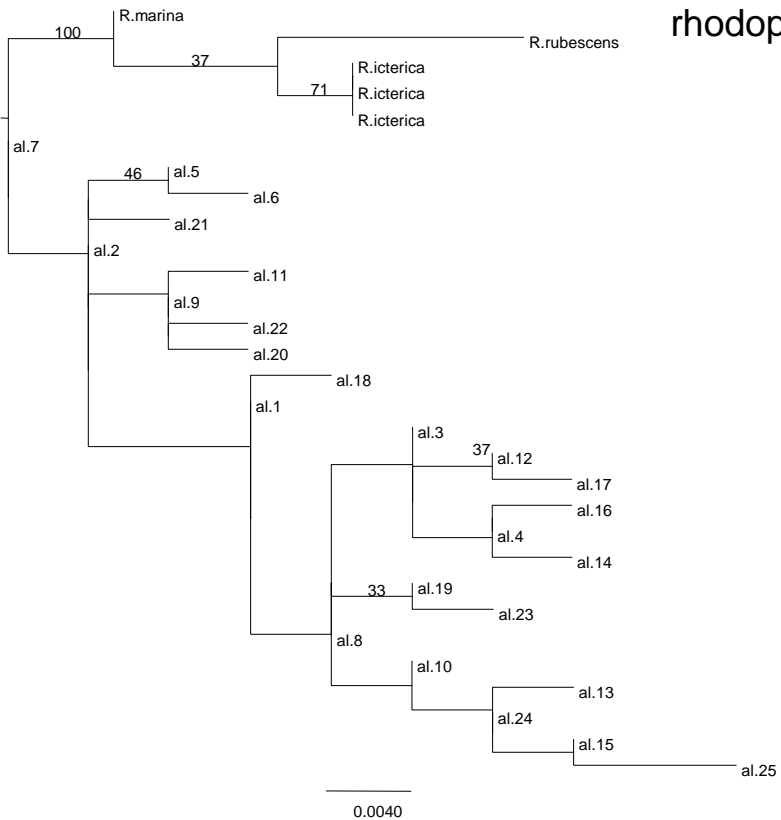 R.marina
rhodop
100
R.rubescens
37
R.icterica
71
R.icterica
R.icterica
al.7
46
al.5
al.6
al.21
al.2
al.11
al.9
al.22
al.20
al.18
al.1
al.3
37
al.12
al.17
al.16
al.4
al.14
33
al.19
al.23
al.8
al.10
al.13
al.24
al.15
al.25
0.0040